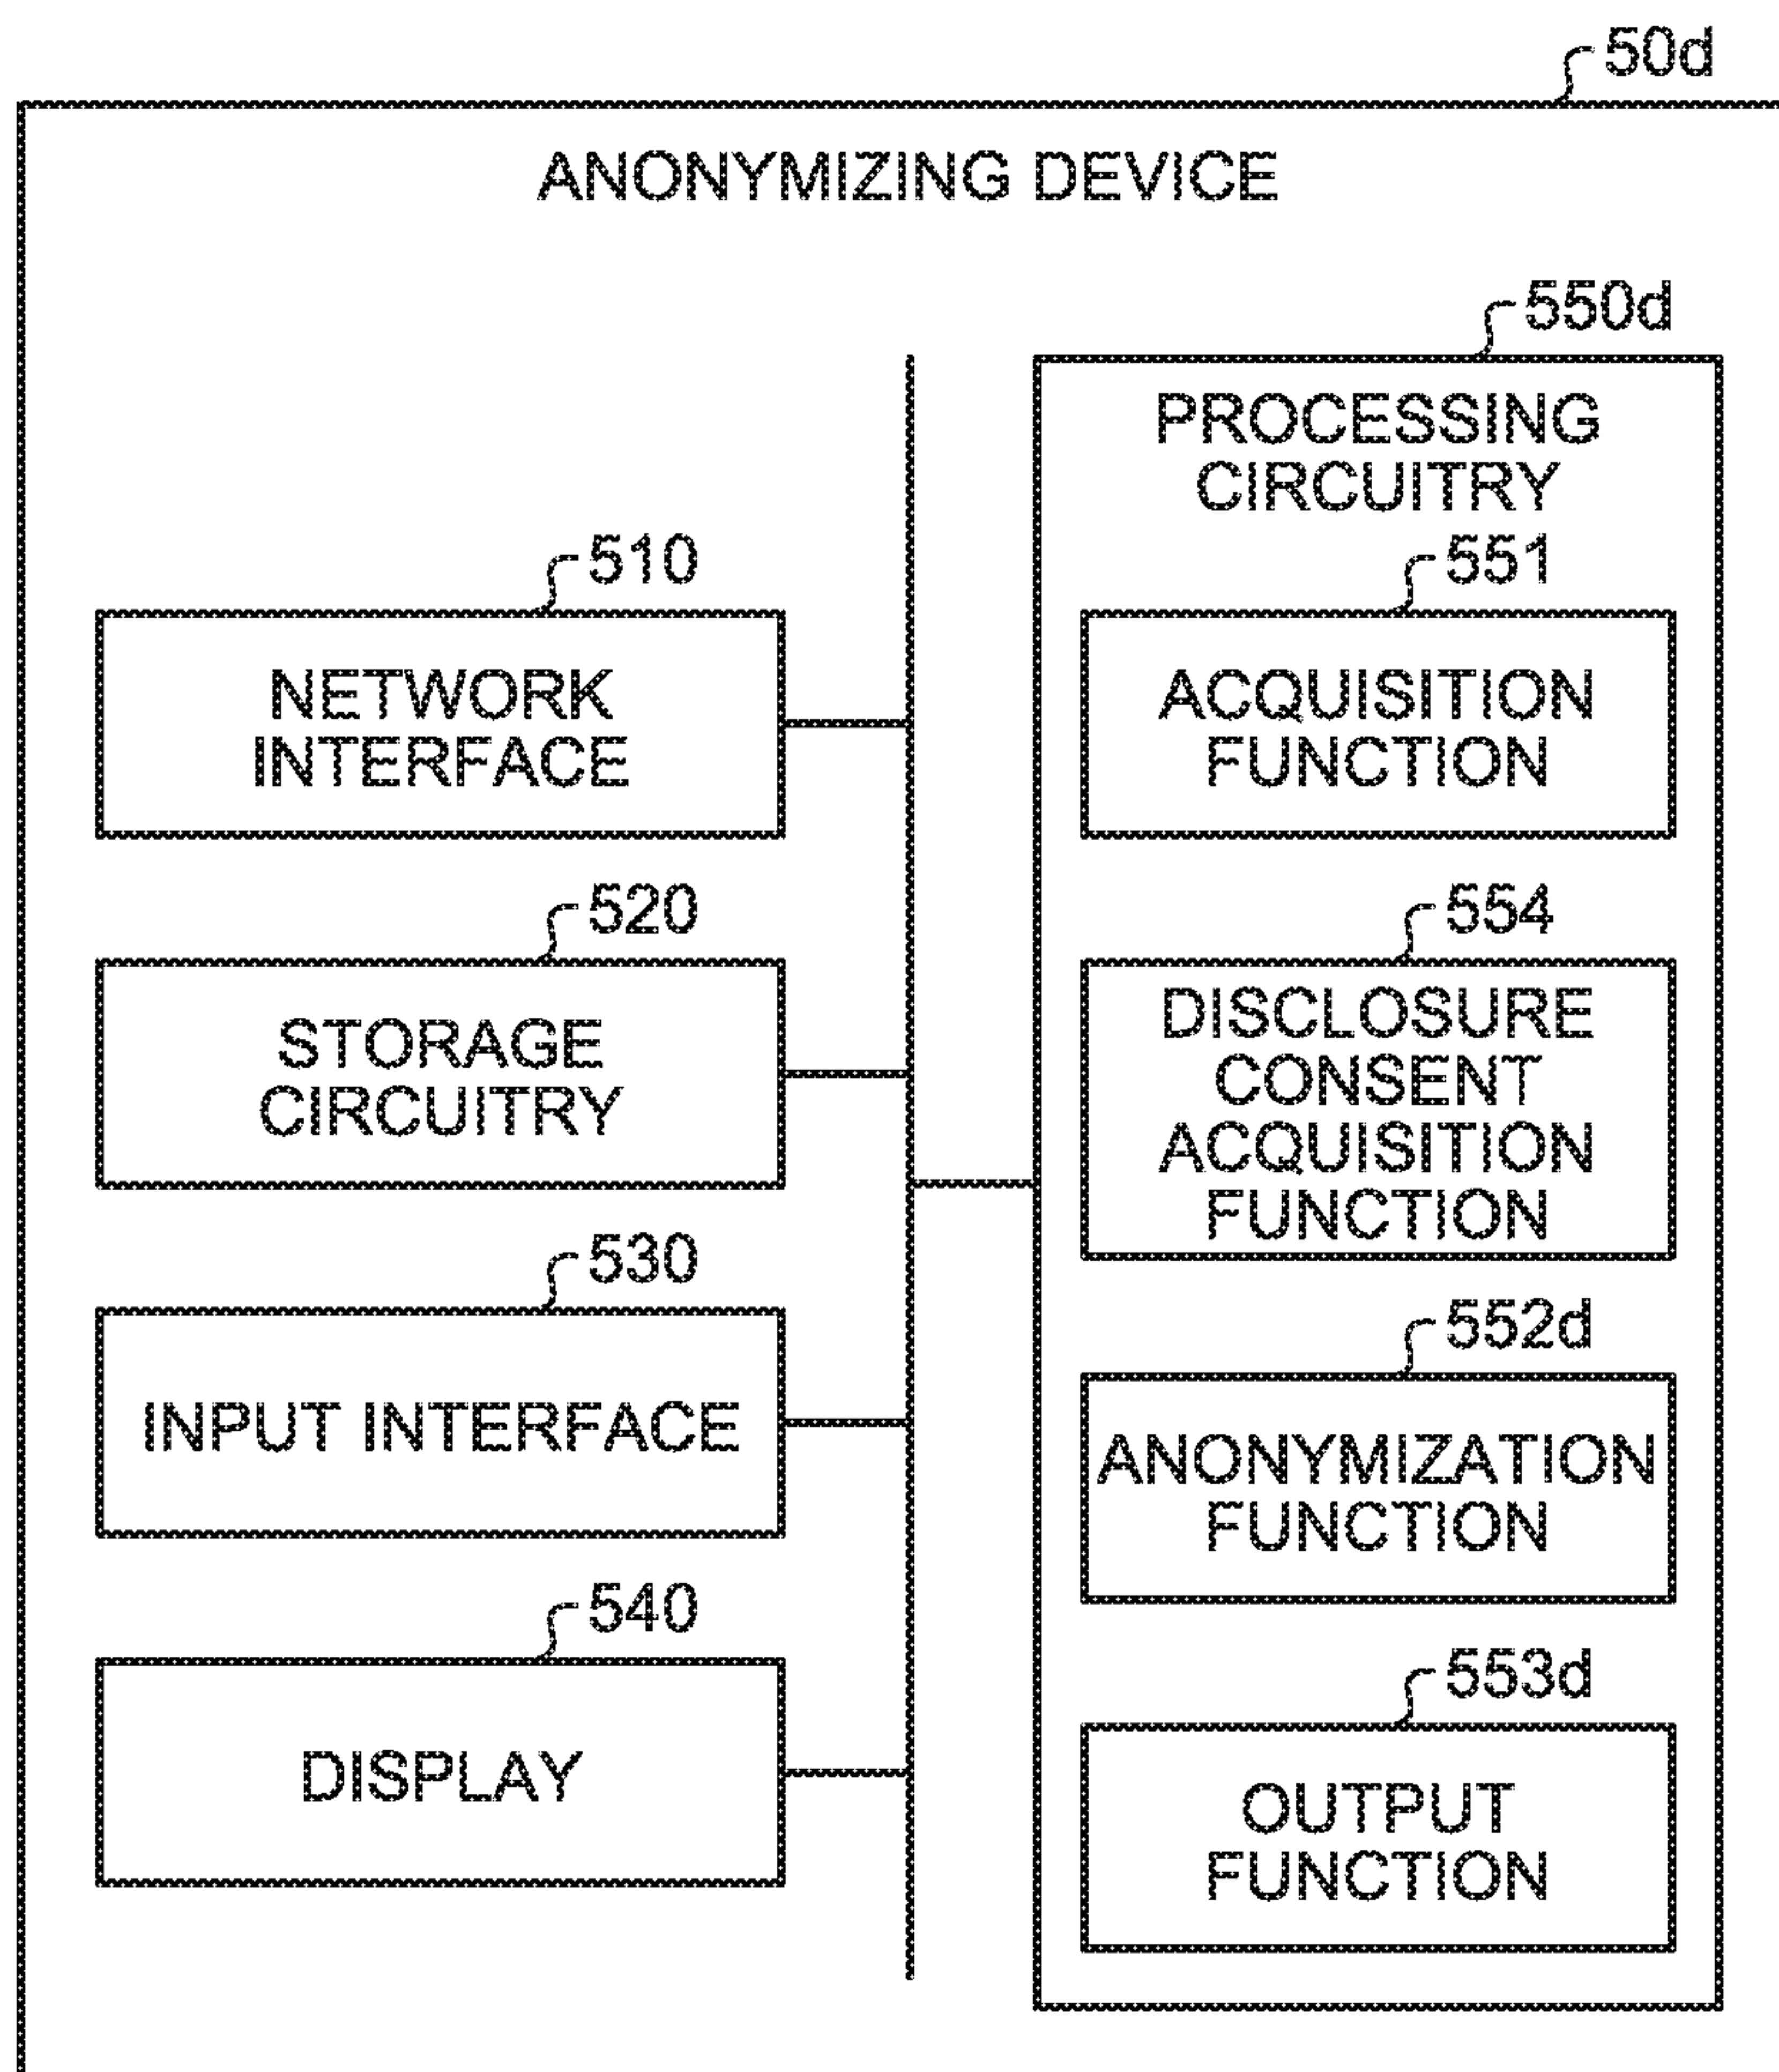 50d
ANONYMIZING DEVICE
510
NETWORK
INTERFACE
520
STORAGE
CIRCUITRY
530
INPUT INTERFACE
540
DISPLAY
550d
PROCESSING
CIRCUITRY
551
ACQUISITION
FUNCTION
554
DISCLOSURE
CONSENT
ACQUISITION
FUNCTION
552d
ANONYMIZATION
FUNCTION
553d
OUTPUT
FUNCTION